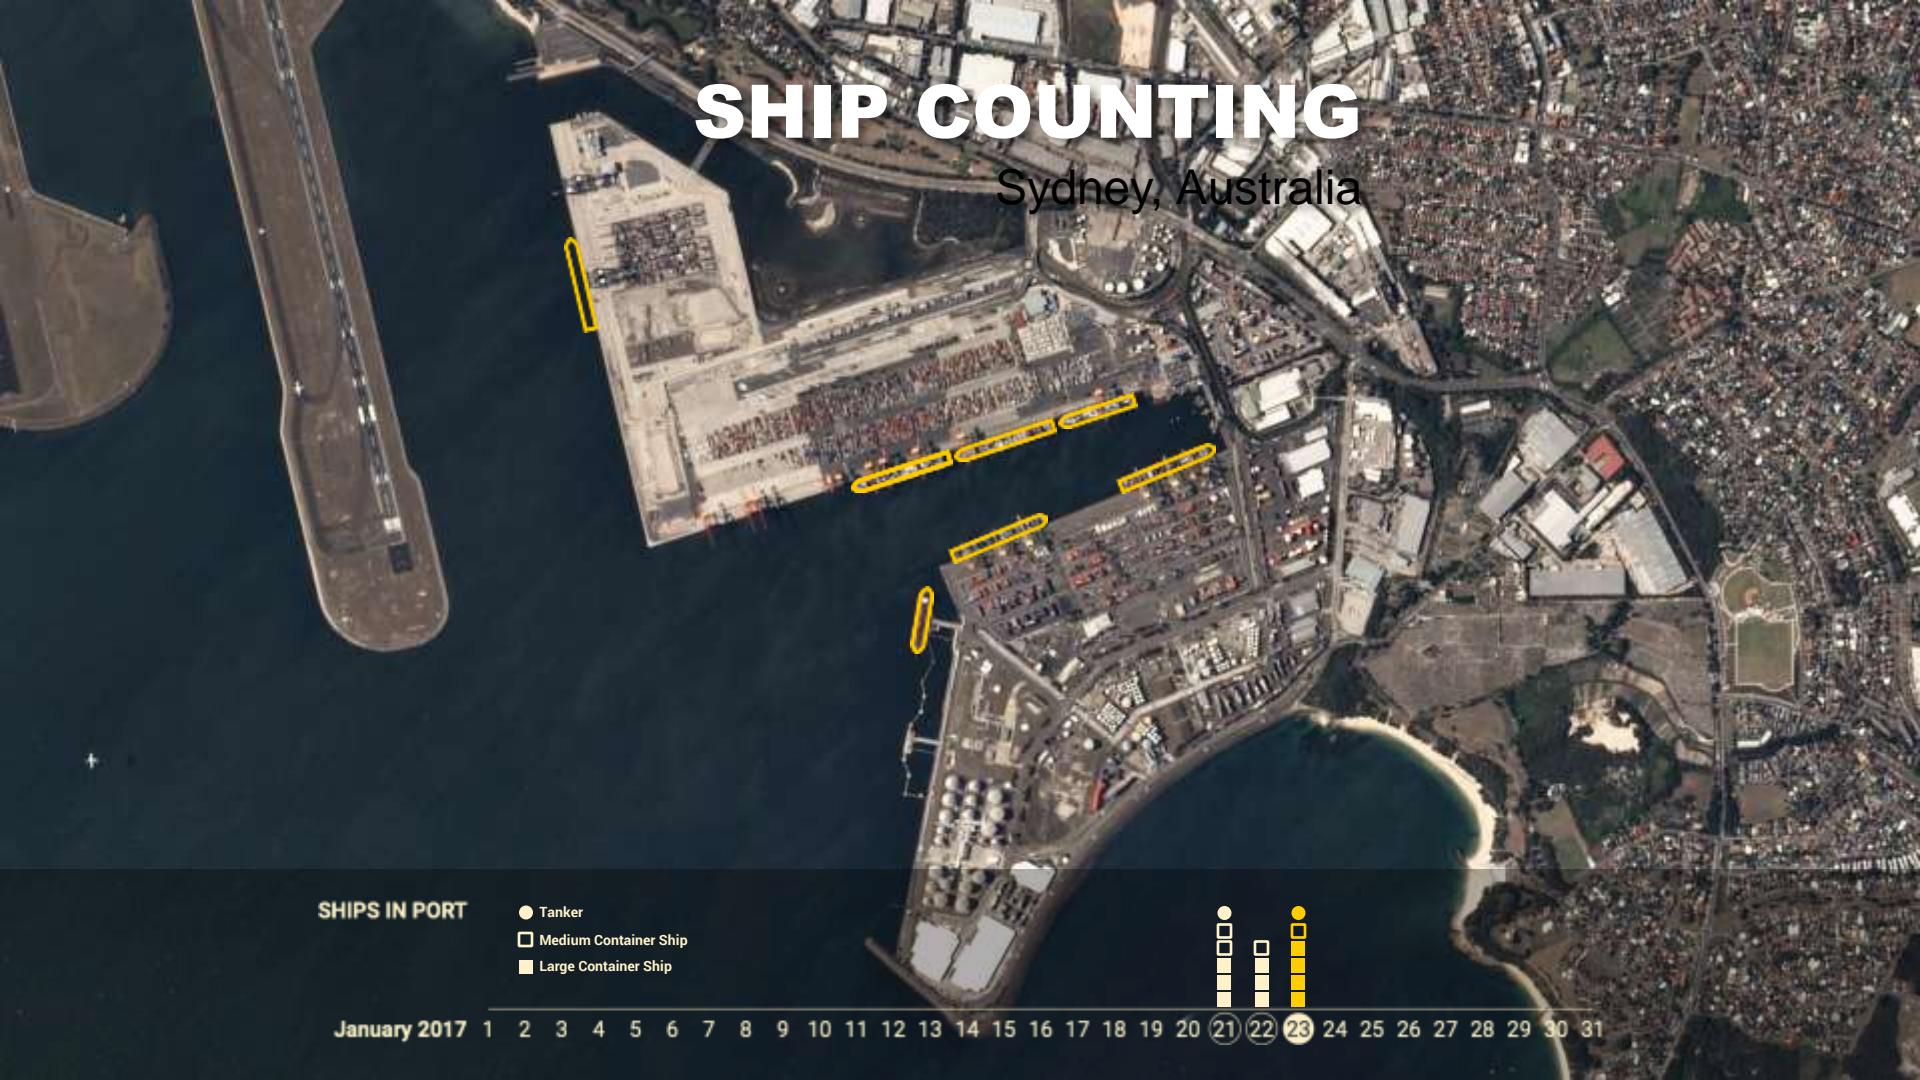 SHIP COUNTING
Sydney, Australia
SHIPS IN PORT
Tanker
Medium Container Ship
Large Container Ship
January 2017 1 2 3 4 5 6 7 8 9 10 11 12 13 14 15 16 17 18 19 20 21 22 23 24 25 26 27 28 29 30 31